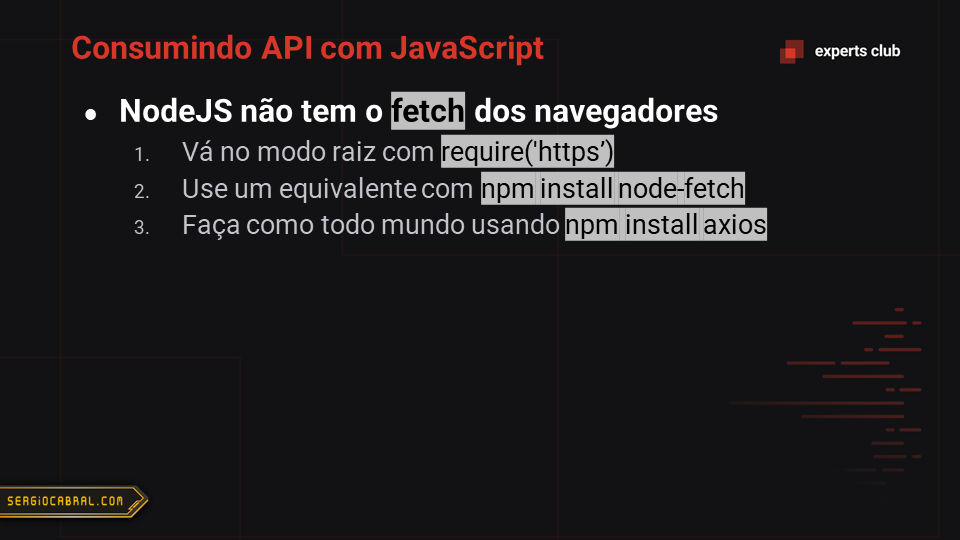 Consumindo API com JavaScript
experts club
● NodeJS não tem o fetch dos navegadores
1. Vá no modo raiz com require('https’)
2. Use um equivalente com npm install node-fetch
3. Faça como todo mundo usando npm install axios
SERGIOCABRAL.COM